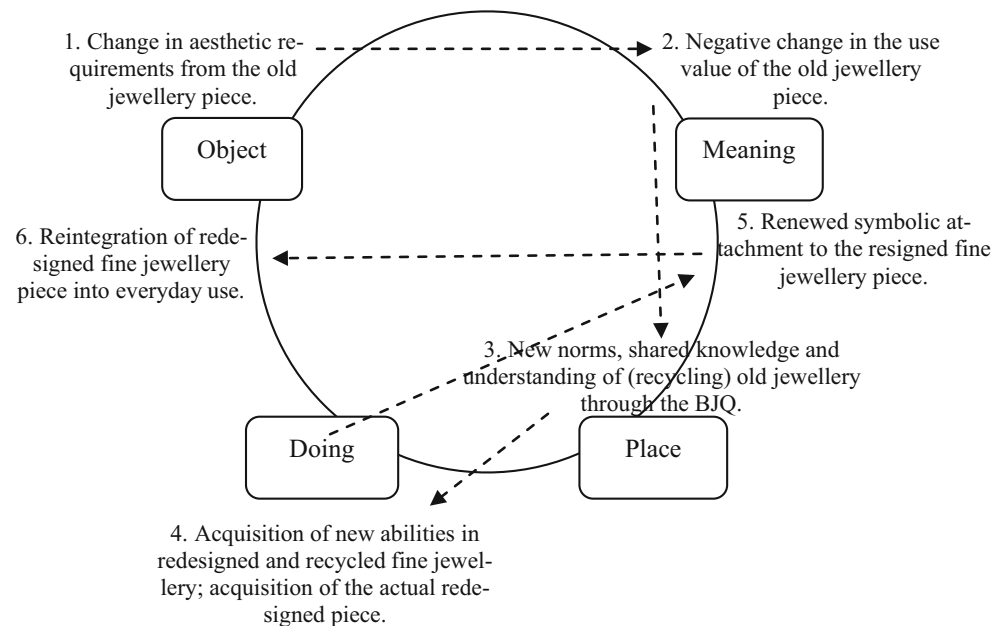 1. Change in aesthetic re-
quirements from the old
jewellery piece.
2. Negative change in the use
value of the old jewellery
piece.
Object
Meaning
6. Reintegration of rede-
signed fine jewellery
piece into everyday use.
5. Renewed symbolic at-
tachment to the resigned fine
jewellery piece.
3. New norms, shared knowledge and
understanding of (recycling) old jewellery
through the BJQ.
Doing
Place
4. Acquisition of new abilities in
redesigned and recycled fine jewel-
lery; acquisition of the actual rede-
signed piece.